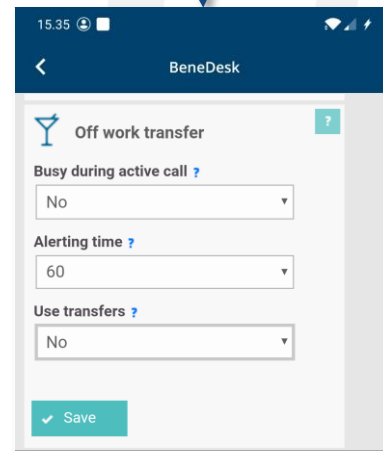 15.35
BeneDesk
Off work transfer
?
Busy during active call ?
No
Alerting time ?
60
Use transfers ?
No
Save